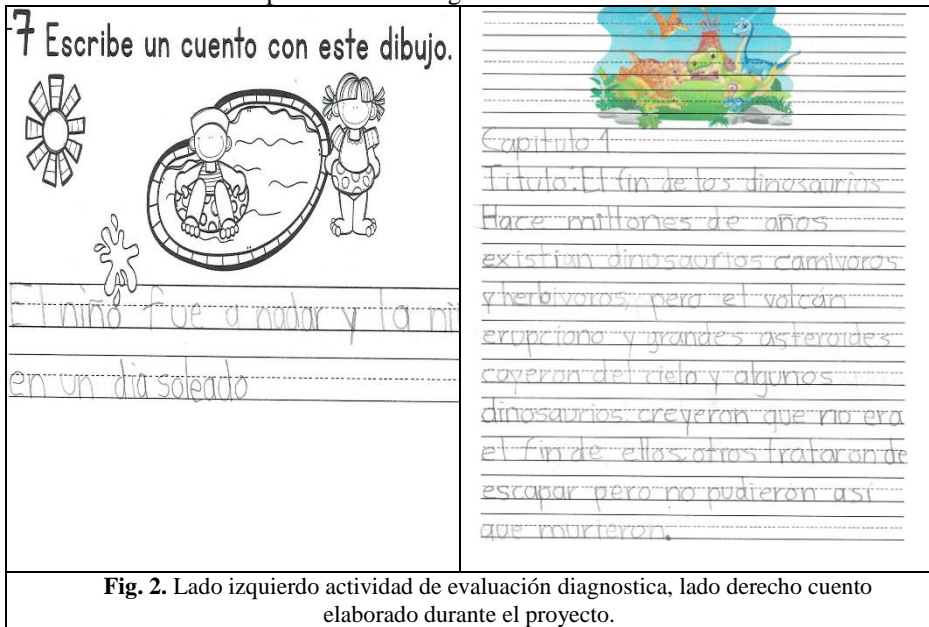 -7 Escribe un cuento con este dibujo.
El niño fue a nadar y la ni
en un dia soleado
Capitulo 1
Titulo: El fin de los dinosaurios
Hace millones de años
existian dinosaurios carnivoros
y herbivoros, pero el volcán
erupciono y grandes asteroides
cayeron del cielo y algunos
dinosaurios creyeron que no era
el fin de ellos, otros trataron de
escapar pero no pudieron así
que murieron.
Fig. 2. Lado izquierdo actividad de evaluación diagnostica, lado derecho cuento
elaborado durante el proyecto.